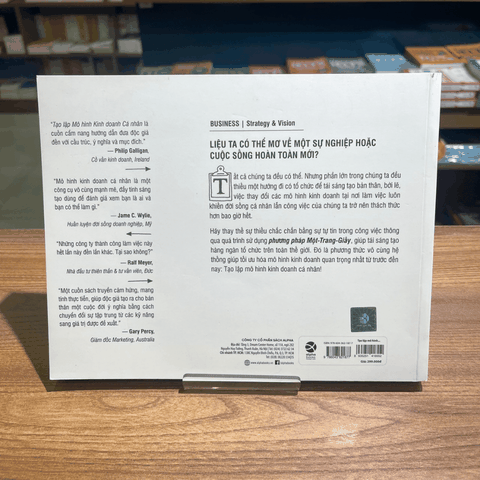 "Tạo lập Mô hình Kinh doanh Cá nhân là
cuốn cẩm nang hướng dẫn đưa độc giả
đến với cấu trúc, ý nghĩa và mục đích."
— Philip Galligan,
Cố vấn kinh doanh, Ireland
"Mô hình kinh doanh cá nhân là một
công cụ vô cùng mạnh mẽ, đầy tính sáng
tạo dùng để đánh giá xem bạn là ai và
bạn có thể làm gì."
— Jame C. Wylie,
Huấn luyện đời sống doanh nghiệp, Mỹ
"Những công ty thành công làm việc này
hết lần này đến lần khác. Tại sao không?"
— Ralf Meyer,
Nhà đầu tư thiên thần & tư vấn viên, Đức
"Một cuốn sách truyền cảm hứng, mang
tính thực tiễn, giúp độc giả tạo ra cho bản
thân một cuộc đời ý nghĩa bằng cách
chuyển đổi sự tập trung từ các kỹ năng
sang giá trị được đề xuất."
— Gary Percy,
Giám đốc Marketing, Australia
BUSINESS | Strategy & Vision
LIỆU TA CÓ THỂ MƠ VỀ MỘT SỰ NGHIỆP HOẶC
CUỘC SỐNG HOÀN TOÀN MỚI?
Tất cả chúng ta đều có thể. Nhưng phần lớn trong chúng ta đều
thiếu một hướng đi có tổ chức để tái sáng tạo bản thân, bởi lẽ,
việc thay đổi các mô hình kinh doanh tại nơi làm việc luôn
khiến đời sống cá nhân lẫn công việc của chúng ta trở nên thách thức
hơn bao giờ hết.
Hãy thay thế sự thiếu chắc chắn bằng sự tự tin trong công việc thông
qua quá trình sử dụng phương pháp Một-Trang-Giấy, giúp tái sáng tạo
hàng ngàn tổ chức trên toàn thế giới. Đó là phương thức vô cùng hệ
thống giúp tối ưu hóa mô hình kinh doanh quan trọng nhất từ trước đến
nay: Tạo lập mô hình kinh doanh cá nhân!
CÔNG TY CỔ PHẦN SÁCH ALPHA